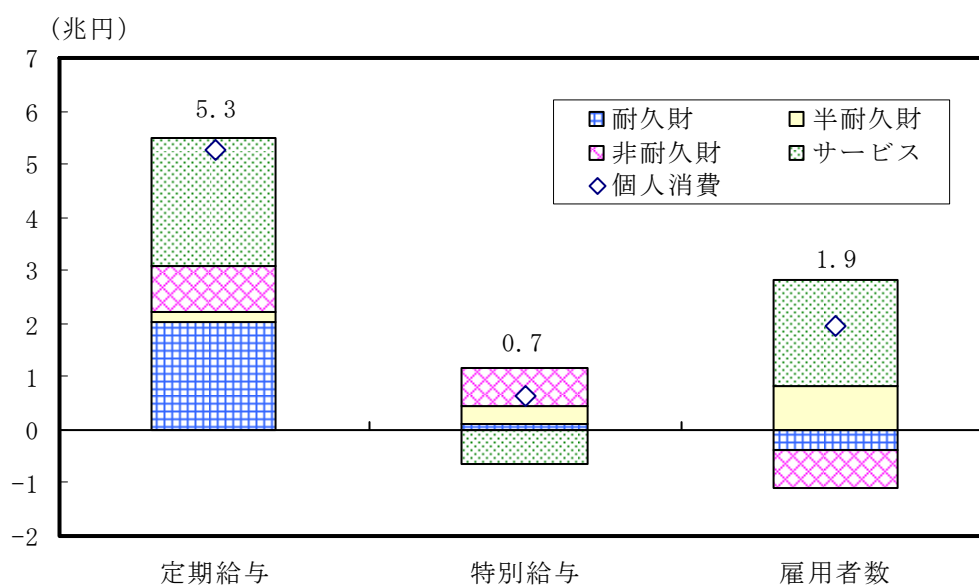 (兆円)
7
6
5
4
3
2
1
0
-1
-2
5.3
0.7
1.9
耐久財
半耐久財
非耐久財
サービス
個人消費
定期給与
特別給与
雇用者数